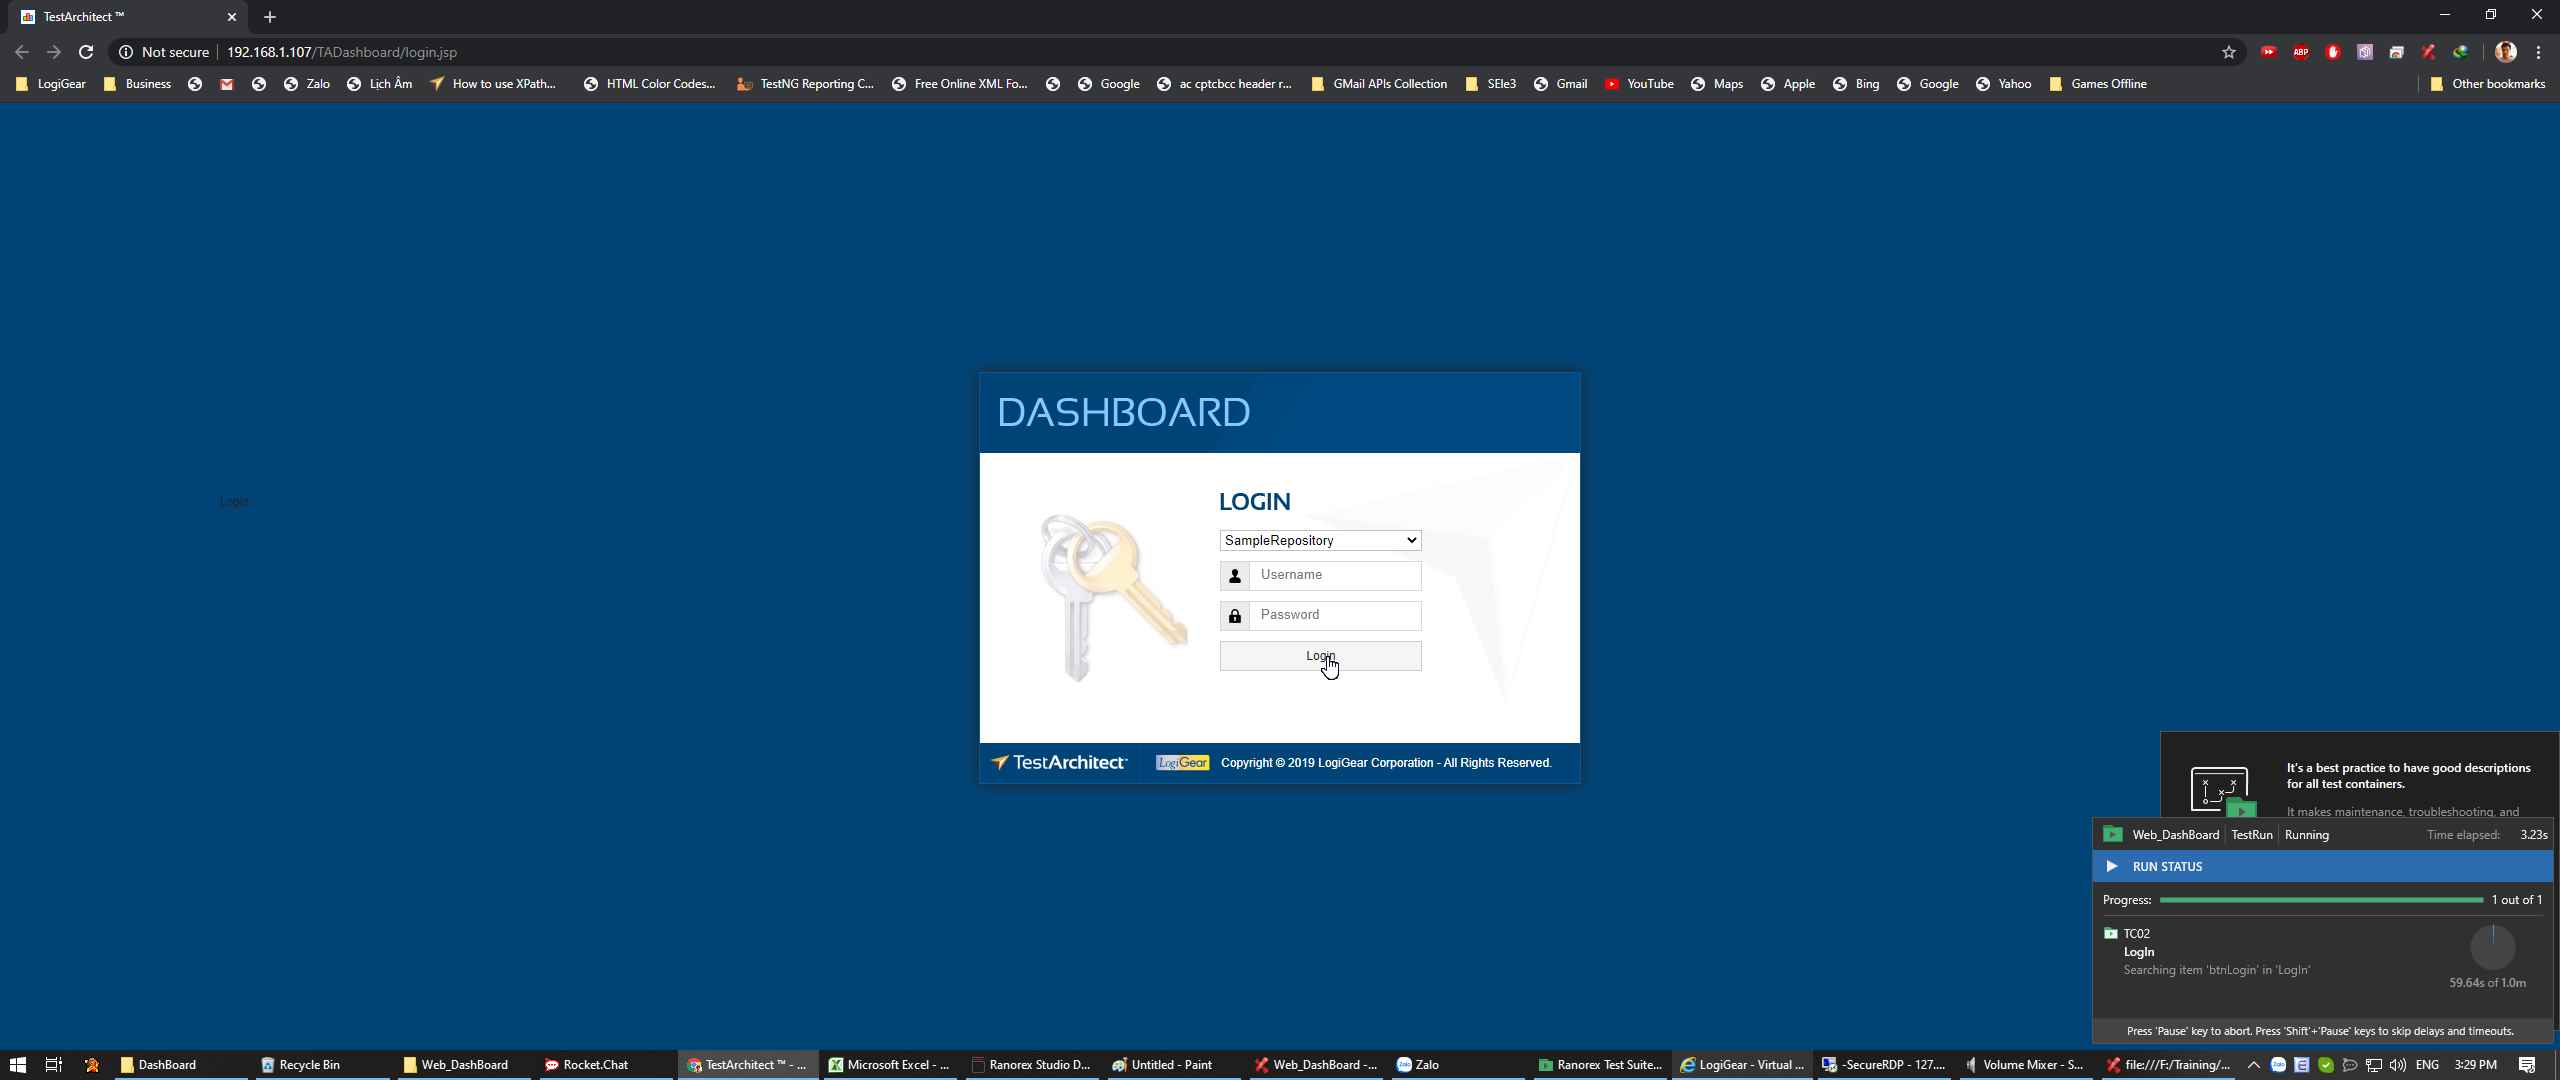 TestArchitect ™
Not secure
192.168.1.107/TADashboard/login.jsp
ABP
LogiGear
Business
Zalo
Lịch Âm
How to use XPath...
HTML Color Codes...
TestNG Reporting C...
Free Online XML Fo...
Google
ac cptcbcc header r...
GMail APIs Collection
SEle3
Gmail
YouTube
Maps
Apple
Bing
Google
Yahoo
Games Offline
Other bookmarks
DASHBOARD
Login
LOGIN
SampleRepository
Username
Password
Login
TestArchitect™
LogiGear
Copyright © 2019 LogiGear Corporation - All Rights Reserved.
It's a best practice to have good descriptions
for all test containers.
It makes maintenance, troubleshooting, and
Web_DashBoard
TestRun
Running
Time elapsed:
3.23s
RUN STATUS
Progress:
1 out of 1
TC02
LogIn
Searching item 'btnLogin' in 'LogIn'
59.64s of 1.0m
Press 'Pause' key to abort. Press 'Shift'+'Pause' keys to skip delays and timeouts.
DashBoard
Recycle Bin
Web_DashBoard
Rocket.Chat
TestArchitect ™ - ...
Microsoft Excel - ...
Ranorex Studio D...
Untitled - Paint
Web_DashBoard -...
Zalo
Ranorex Test Suite...
LogiGear - Virtual ...
-SecureRDP - 127....
Volume Mixer - S...
file:///F:/Training/...
ENG
3:29 PM